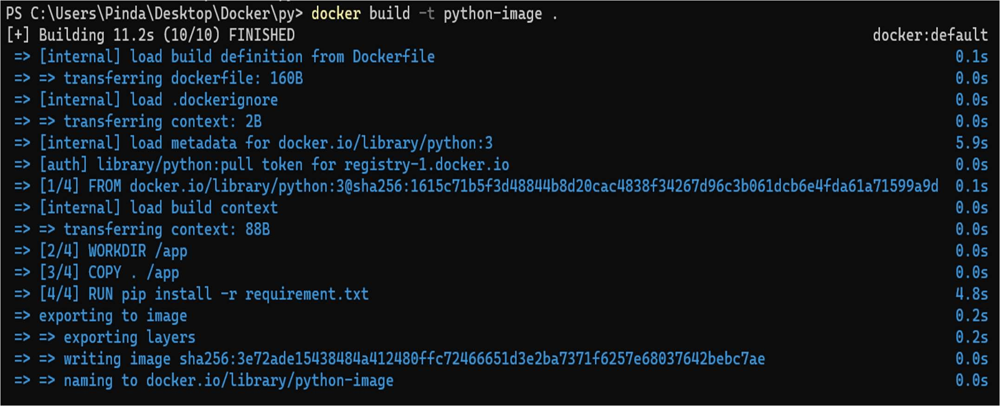 PS C:\Users\Pinda\Desktop\Docker\py> docker build -t python-image .
[+] Building 11.2s (10/10) FINISHED docker:default
=> [internal] load build definition from Dockerfile 0.1s
=> => transferring dockerfile: 160B 0.0s
=> [internal] load .dockerignore 0.0s
=> => transferring context: 2B 0.0s
=> [internal] load metadata for docker.io/library/python:3 5.9s
=> [auth] library/python:pull token for registry-1.docker.io 0.0s
=> [1/4] FROM docker.io/library/python:3@sha256:1615c71b5f3d48844b8d20cac4838f34267d96c3b061dcb6e4fda61a71599a9d 0.1s
=> [internal] load build context 0.0s
=> => transferring context: 88B 0.0s
=> [2/4] WORKDIR /app 0.0s
=> [3/4] COPY . /app 0.0s
=> [4/4] RUN pip install -r requirement.txt 4.8s
=> exporting to image 0.2s
=> => exporting layers 0.2s
=> => writing image sha256:3e72ade15438484a412480ffc72466651d3e2ba7371f6257e68037642bebc7ae 0.0s
=> => naming to docker.io/library/python-image 0.0s